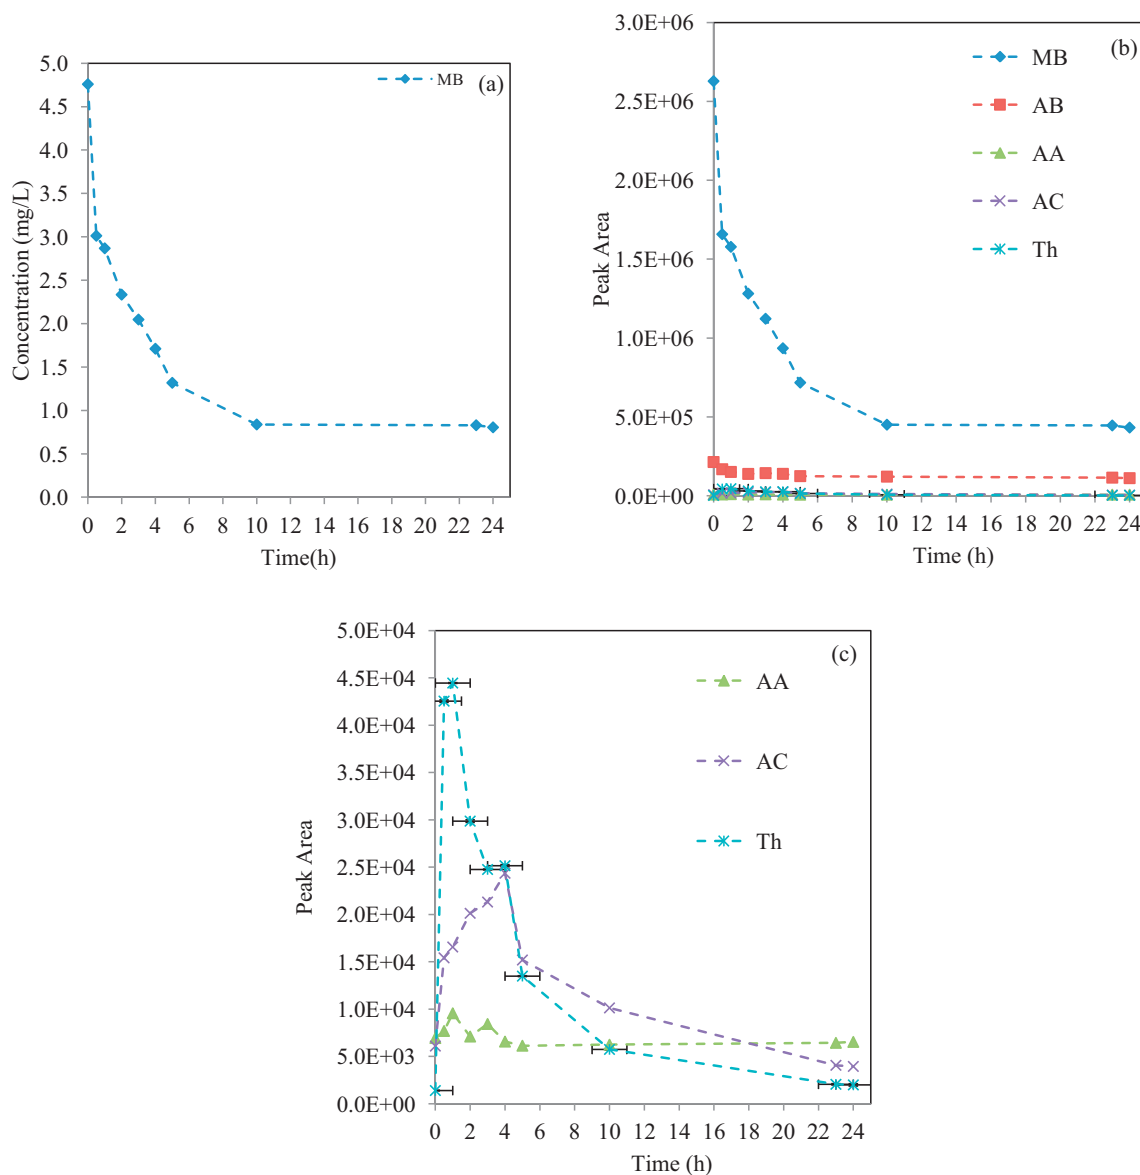 MB (a)
5.0
4.5
4.0
3.5
3.0
2.5
2.0
1.5
1.0
0.5
0.0
Concentration (mg/L)
0 2 4 6 8 10 12 14 16 18 20 22 24
Time(h)
(b)
3.0E+06
2.5E+06
2.0E+06
1.5E+06
1.0E+06
5.0E+05
0.0E+00
Peak Area
MB
AB
AA
AC
Th
0 2 4 6 8 10 12 14 16 18 20 22 24
Time (h)
(c)
5.0E+04
4.5E+04
4.0E+04
3.5E+04
3.0E+04
2.5E+04
2.0E+04
1.5E+04
1.0E+04
5.0E+03
0.0E+00
Peak Area
AA
AC
Th
0 2 4 6 8 10 12 14 16 18 20 22 24
Time (h)